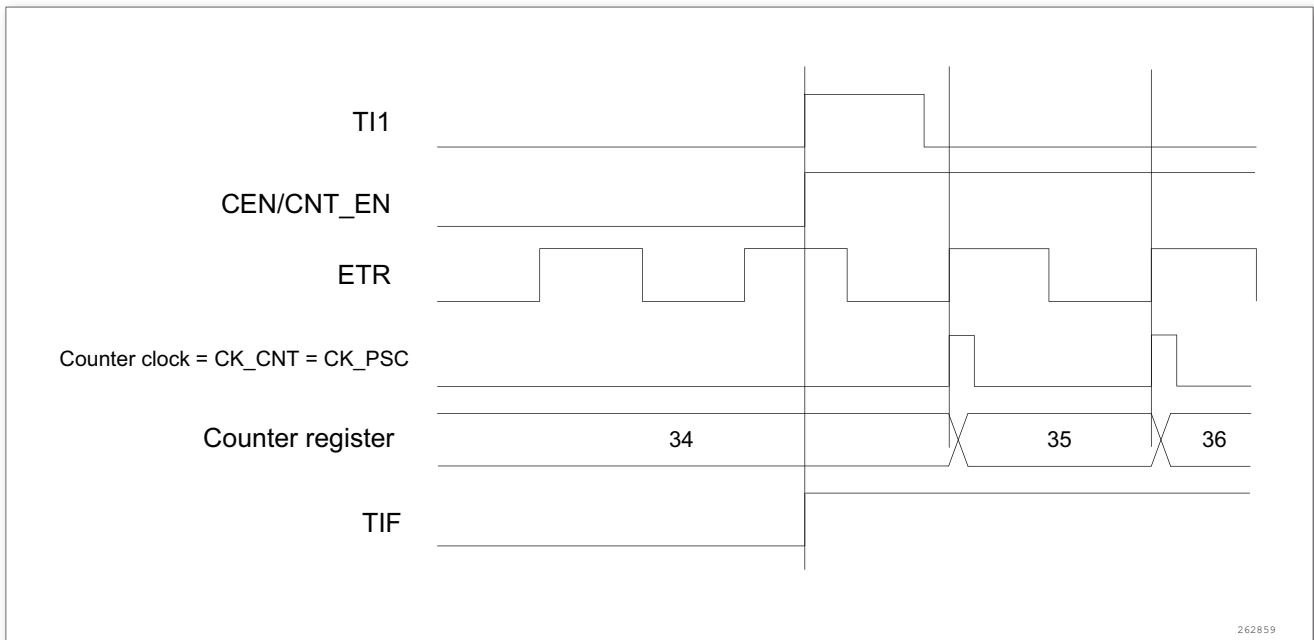 TI1
CEN/CNT_EN
ETR
Counter clock = CK_CNT = CK_PSC
Counter register
34
35
36
TIF
262859